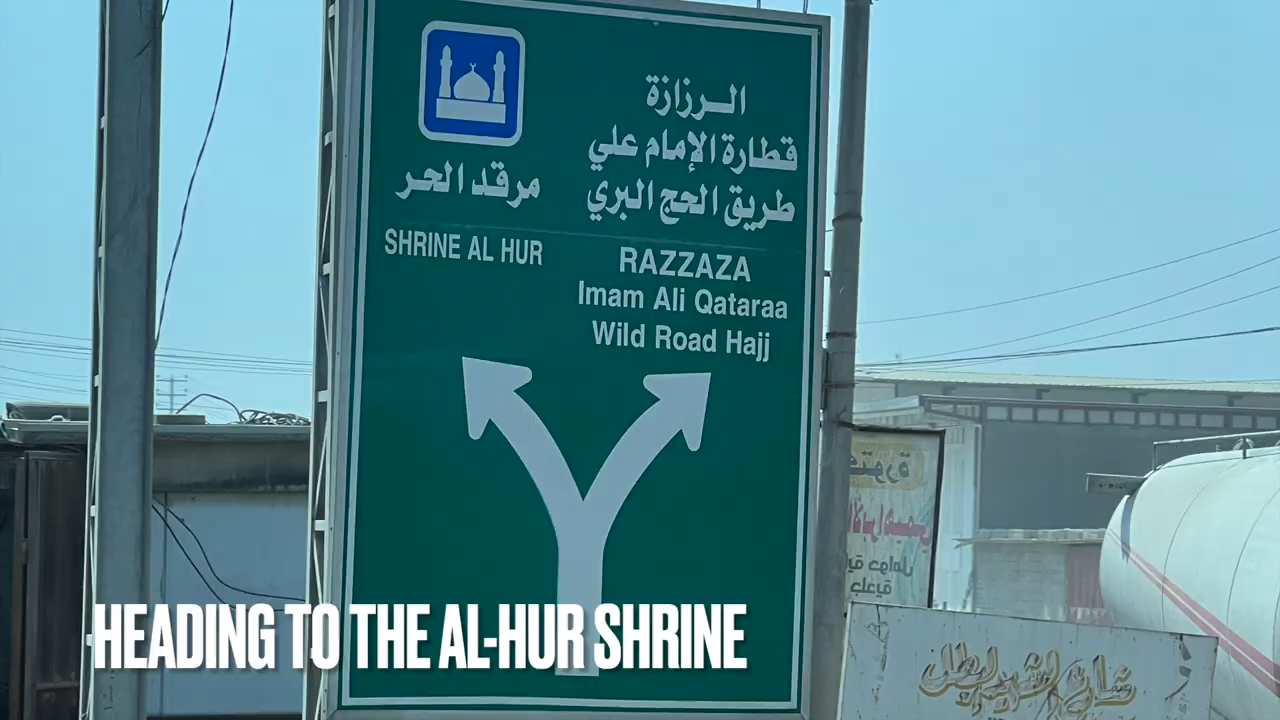 مرقد الحر
SHRINE AL HUR
الرزازة
قطارة الإمام علي
طريق الحج البري
RAZZAZA
Imam Ali Qataraa
Wild Road Hajj
HEADING TO THE AL-HUR SHRINE